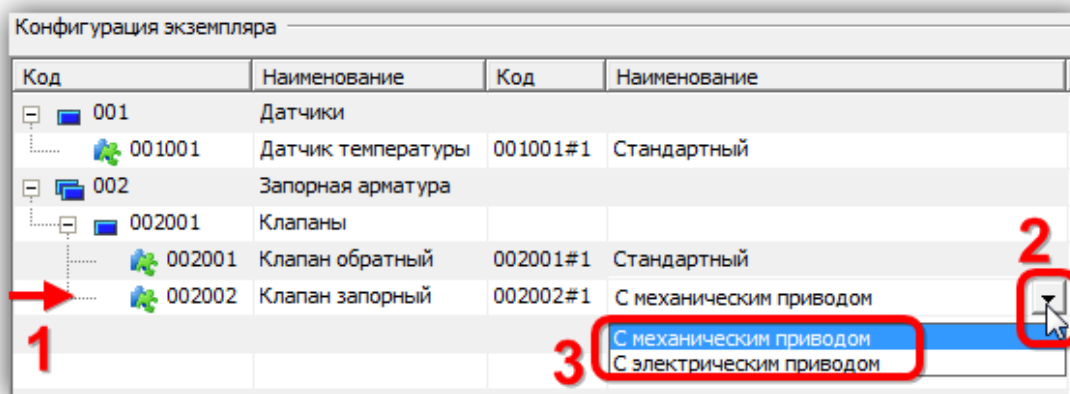 Конфигурация экземпляра
Код Наименование Код Наименование
001 Датчики
001001 Датчик температуры 001001#1 Стандартный
002 Запорная арматура
002001 Клапаны
002001 Клапан обратный 002001#1 Стандартный
2
002002 Клапан запорный 002002#1 С механическим приводом
1
3
С механическим приводом
С электрическим приводом